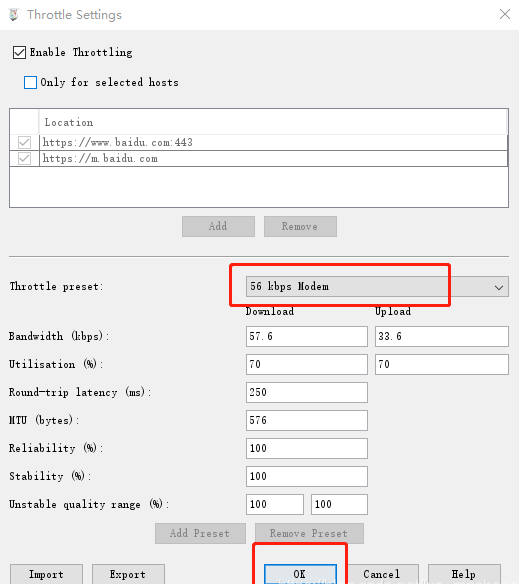 Throttle Settings
Enable Throttling
Only for selected hosts
Location
https://www.baidu.com:443
https://m.baidu.com
Add Remove
Throttle preset: 56 kbps Modem
Download Upload
Bandwidth (kbps): 57.6 33.6
Utilisation (%): 70 70
Round-trip latency (ms): 250
MTU (bytes): 576
Reliability (%): 100
Stability (%): 100
Unstable quality range (%): 100 100
Add Preset Remove Preset
Import Export OK Cancel Help